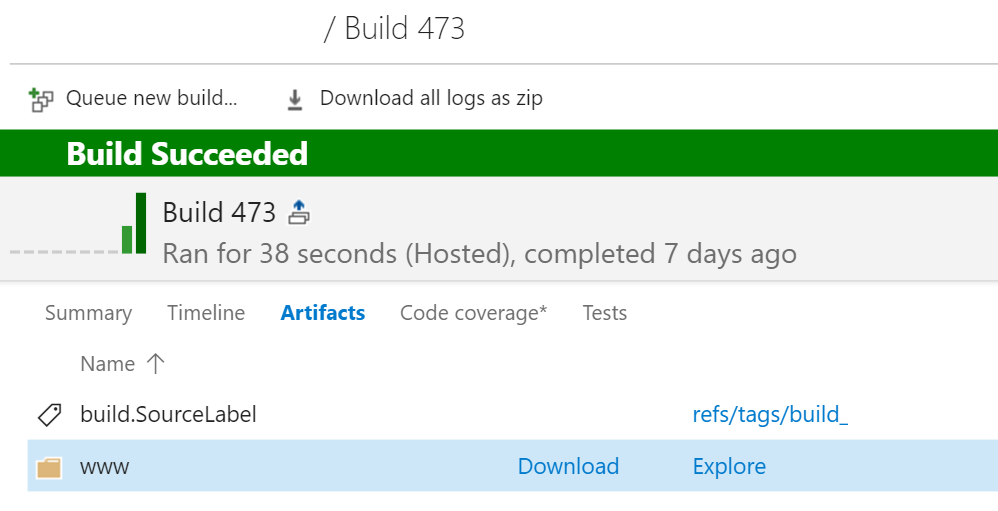 / Build 473
Queue new build... Download all logs as zip
Build Succeeded
Build 473
Ran for 38 seconds (Hosted), completed 7 days ago
Summary Timeline Artifacts Code coverage* Tests
Name
build.SourceLabel refs/tags/build_
www Download Explore